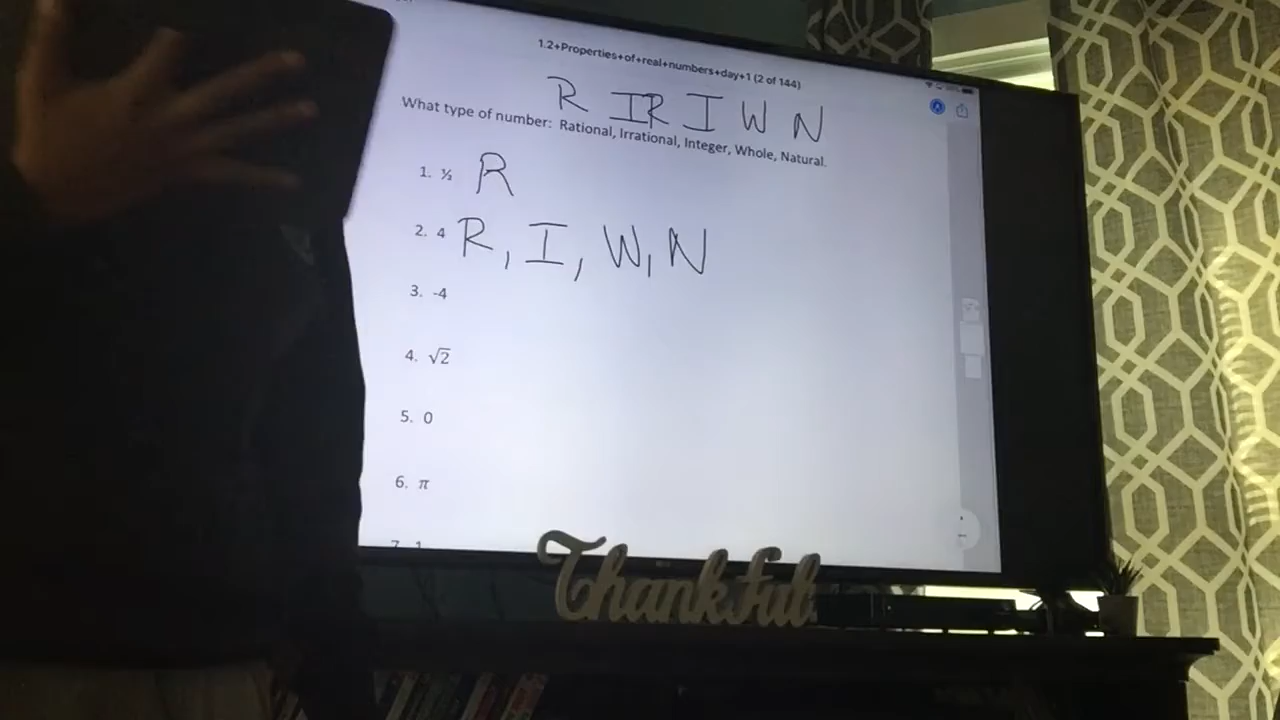 1.2+Properties+of+real+numbers+day+1 (2 of 144)
R IR I W N
What type of number: Rational, Irrational, Integer, Whole, Natural.
1. ½ R
2. 4 R, I, W, N
3. -4
4. √2
5. 0
6. π
Thankful